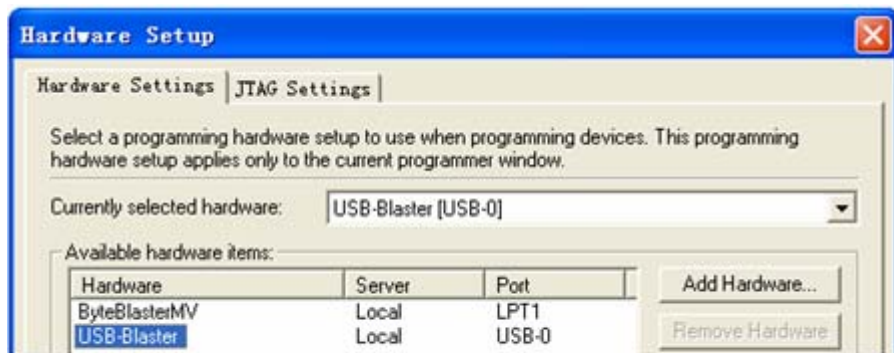 Hardware Setup
Hardware Settings JTAG Settings
Select a programming hardware setup to use when programming devices. This programming
hardware setup applies only to the current programmer window.
Currently selected hardware: USB-Blaster [USB-0]
Available hardware items:
Hardware Server Port Add Hardware...
ByteBlasterMV Local LPT1
USB-Blaster Local USB-0 Remove Hardware